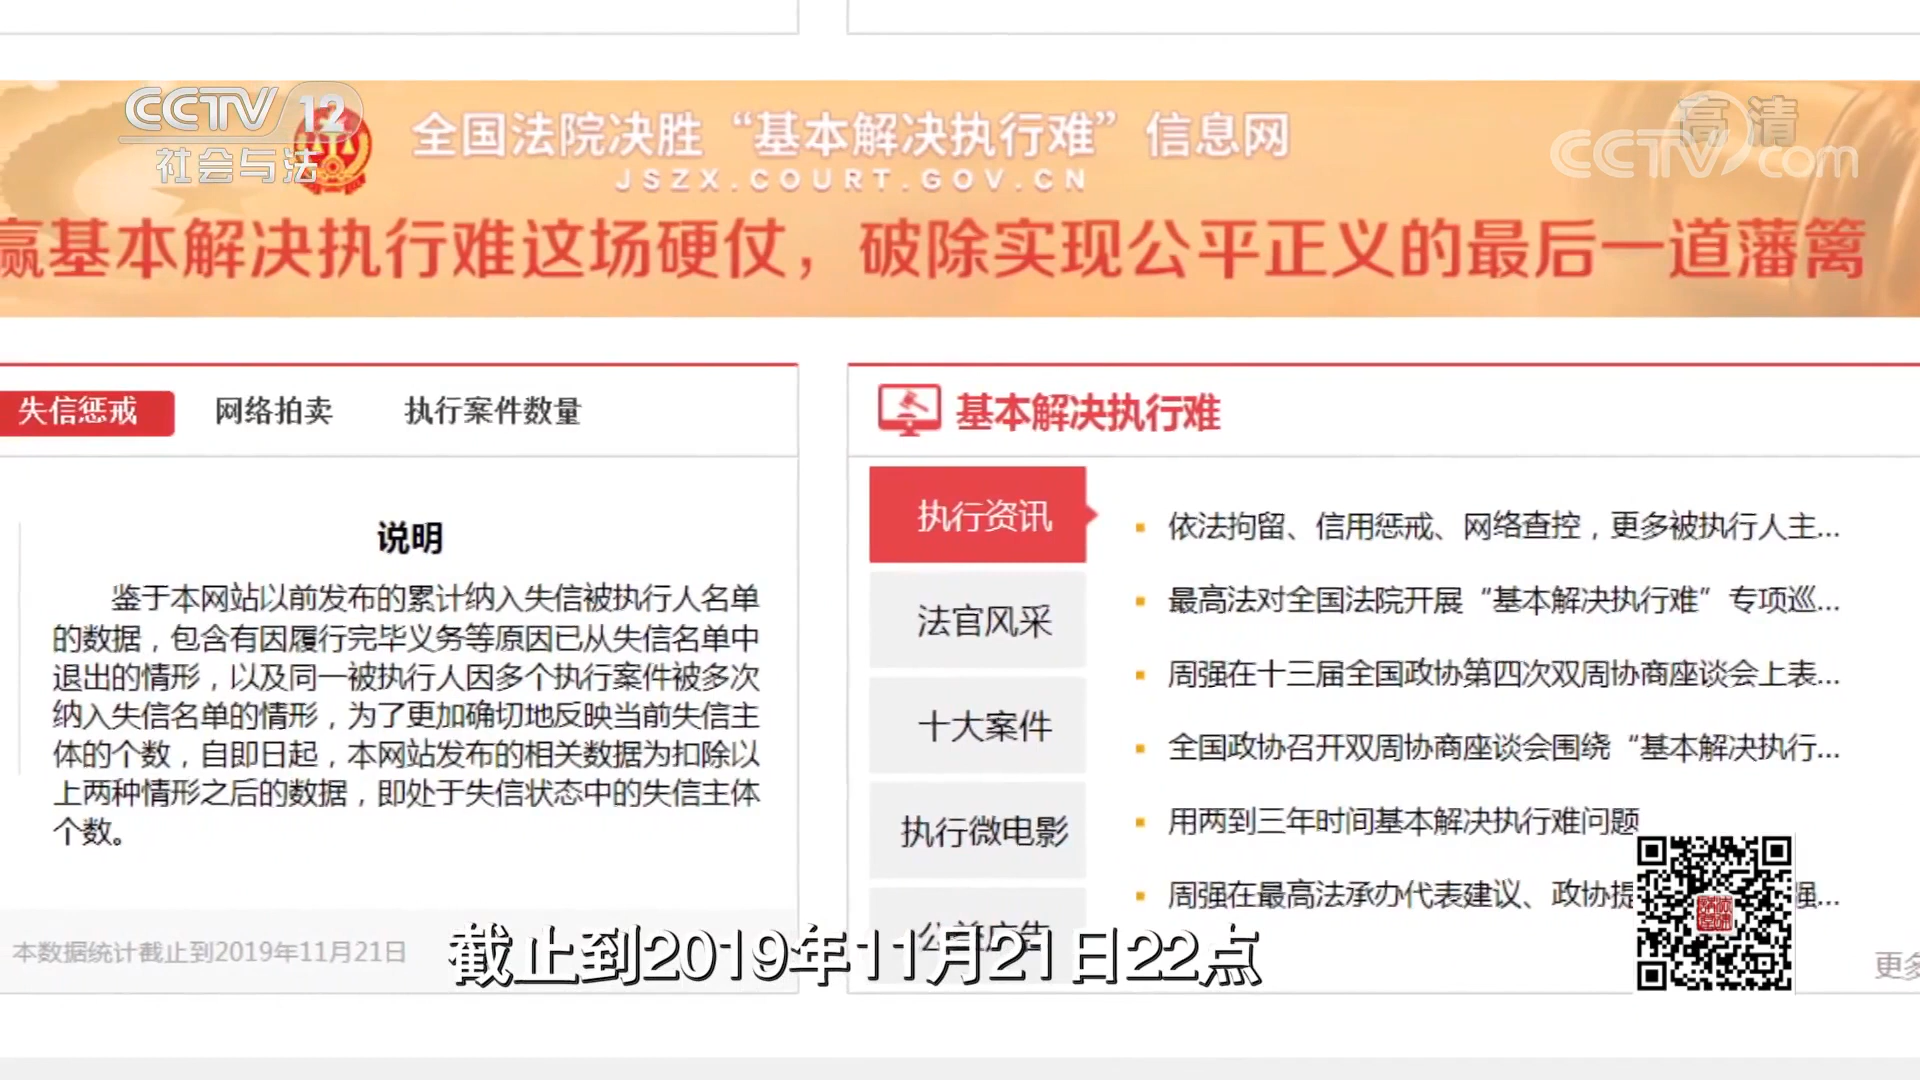 CCTV 12
社会与法
高清
CCTV.com
全国法院决胜“基本解决执行难”信息网
JSZX.COURT.GOV.CN
赢基本解决执行难这场硬仗，破除实现公平正义的最后一道藩篱
失信惩戒 网络拍卖 执行案件数量
说明
鉴于本网站以前发布的累计纳入失信被执行人名单
的数据，包含有因履行完毕义务等原因已从失信名单中
退出的情形，以及同一被执行人因多个执行案件被多次
纳入失信名单的情形，为了更加确切地反映当前失信主
体的个数，自即日起，本网站发布的相关数据为扣除以
上两种情形之后的数据，即处于失信状态中的失信主体
个数。
本数据统计截止到2019年11月21日
基本解决执行难
执行资讯
法官风采
十大案件
执行微电影
公益广告
依法拘留、信用惩戒、网络查控，更多被执行人主...
最高法对全国法院开展“基本解决执行难”专项巡...
周强在十三届全国政协第四次双周协商座谈会上表...
全国政协召开双周协商座谈会围绕“基本解决执行...
用两到三年时间基本解决执行难问题
周强在最高法承办代表建议、政协提 强...
更多
截止到2019年11月21日22点